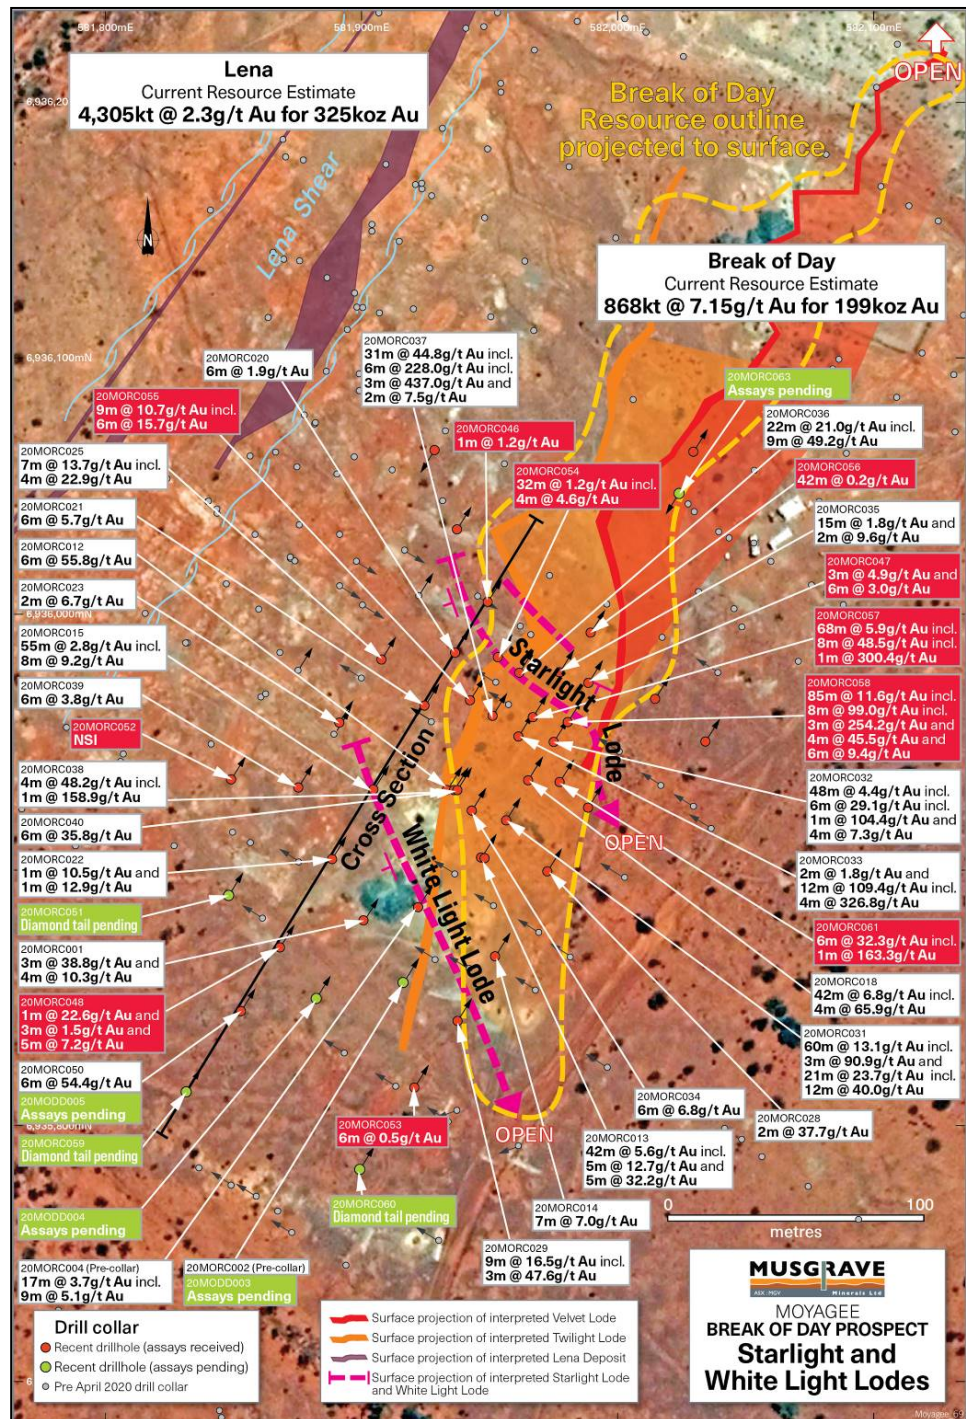 581,800mE
581,900mE
582,000mE
582,100mE
OPEN
Lena
Current Resource Estimate
4,305kt @ 2.3g/t Au for 325koz Au
Break of Day
Resource outline
projected to surface
Lena Shear
N
Break of Day
Current Resource Estimate
868kt @ 7.15g/t Au for 199koz Au
6,936,100mN
20MORC020
6m @ 1.9g/t Au
20MORC037
31m @ 44.8g/t Au incl.
6m @ 228.0g/t Au incl.
3m @ 437.0g/t Au and
2m @ 7.5g/t Au
20MORC063
Assays pending
20MORC055
9m @ 10.7g/t Au incl.
6m @ 15.7g/t Au
20MORC046
1m @ 1.2g/t Au
20MORC036
22m @ 21.0g/t Au incl.
9m @ 49.2g/t Au
20MORC025
7m @ 13.7g/t Au incl.
4m @ 22.9g/t Au
20MORC054
32m @ 1.2g/t Au incl.
4m @ 4.6g/t Au
20MORC056
42m @ 0.2g/t Au
20MORC021
6m @ 5.7g/t Au
20MORC035
15m @ 1.8g/t Au and
2m @ 9.6g/t Au
20MORC012
6m @ 55.8g/t Au
20MORC047
3m @ 4.9g/t Au and
6m @ 3.0g/t Au
20MORC023
2m @ 6.7g/t Au
6,936,000mN
20MORC057
68m @ 5.9g/t Au incl.
8m @ 48.5g/t Au incl.
1m @ 300.4g/t Au
20MORC015
55m @ 2.8g/t Au incl.
8m @ 9.2g/t Au
Starlight Lode
20MORC058
85m @ 11.6g/t Au incl.
8m @ 99.0g/t Au incl.
3m @ 254.2g/t Au and
4m @ 45.5g/t Au and
6m @ 9.4g/t Au
20MORC039
6m @ 3.8g/t Au
20MORC052
NSI
Cross Section
20MORC038
4m @ 48.2g/t Au incl.
1m @ 158.9g/t Au
20MORC032
48m @ 4.4g/t Au incl.
6m @ 29.1g/t Au incl.
1m @ 104.4g/t Au and
4m @ 7.3g/t Au
20MORC040
6m @ 35.8g/t Au
White Light Lode
OPEN
20MORC022
1m @ 10.5g/t Au and
1m @ 12.9g/t Au
20MORC033
2m @ 1.8g/t Au and
12m @ 109.4g/t Au incl.
4m @ 326.8g/t Au
20MORC051
Diamond tail pending
20MORC061
6m @ 32.3g/t Au incl.
1m @ 163.3g/t Au
20MORC001
3m @ 38.8g/t Au and
4m @ 10.3g/t Au
20MORC018
42m @ 6.8g/t Au incl.
4m @ 65.9g/t Au
20MORC048
1m @ 22.6g/t Au and
3m @ 1.5g/t Au and
5m @ 7.2g/t Au
20MORC031
60m @ 13.1g/t Au incl.
3m @ 90.9g/t Au and
21m @ 23.7g/t Au incl.
12m @ 40.0g/t Au
20MORC050
6m @ 54.4g/t Au
20MODD005
Assays pending
20MORC034
6m @ 6.8g/t Au
20MORC028
2m @ 37.7g/t Au
6,935,800mN
20MORC059
Diamond tail pending
20MORC053
6m @ 0.5g/t Au
OPEN
20MORC013
42m @ 5.6g/t Au incl.
5m @ 12.7g/t Au and
5m @ 32.2g/t Au
20MODD004
Assays pending
20MORC060
Diamond tail pending
20MORC014
7m @ 7.0g/t Au
0 100
metres
20MORC029
9m @ 16.5g/t Au incl.
3m @ 47.6g/t Au
20MORC004 (Pre-collar)
17m @ 3.7g/t Au incl.
9m @ 5.1g/t Au
20MORC002 (Pre-collar)
20MODD003
Assays pending
Drill collar
Recent drillhole (assays received)
Recent drillhole (assays pending)
Pre April 2020 drill collar
Surface projection of interpreted Velvet Lode
Surface projection of interpreted Twilight Lode
Surface projection of interpreted Lena Deposit
Surface projection of interpreted Starlight Lode
and White Light Lode
MUSGRAVE
ASX : MGV Minerals Ltd
MOYAGEE
BREAK OF DAY PROSPECT
Starlight and
White Light Lodes